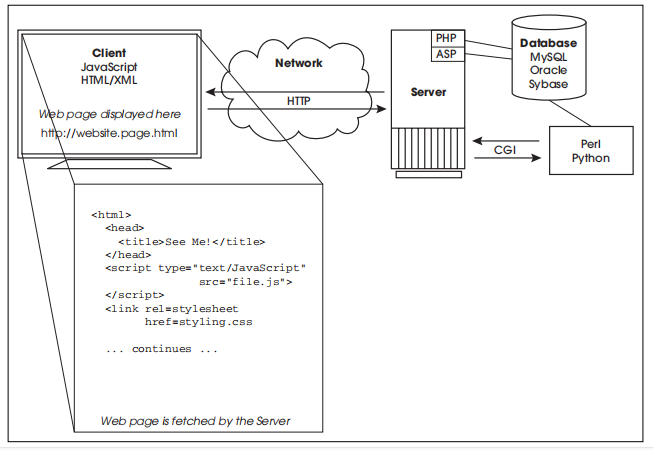 Client
JavaScript
HTML/XML
Web page displayed here
http://website.page.html
Network
HTTP
PHP
ASP
Server
Database
MySQL
Oracle
Sybase
CGI
Perl
Python
<html>
<head>
<title>See Me!</title>
</head>
<script type="text/JavaScript"
src="file.js">
</script>
<link rel=stylesheet
href=styling.css
... continues ...
Web page is fetched by the Server